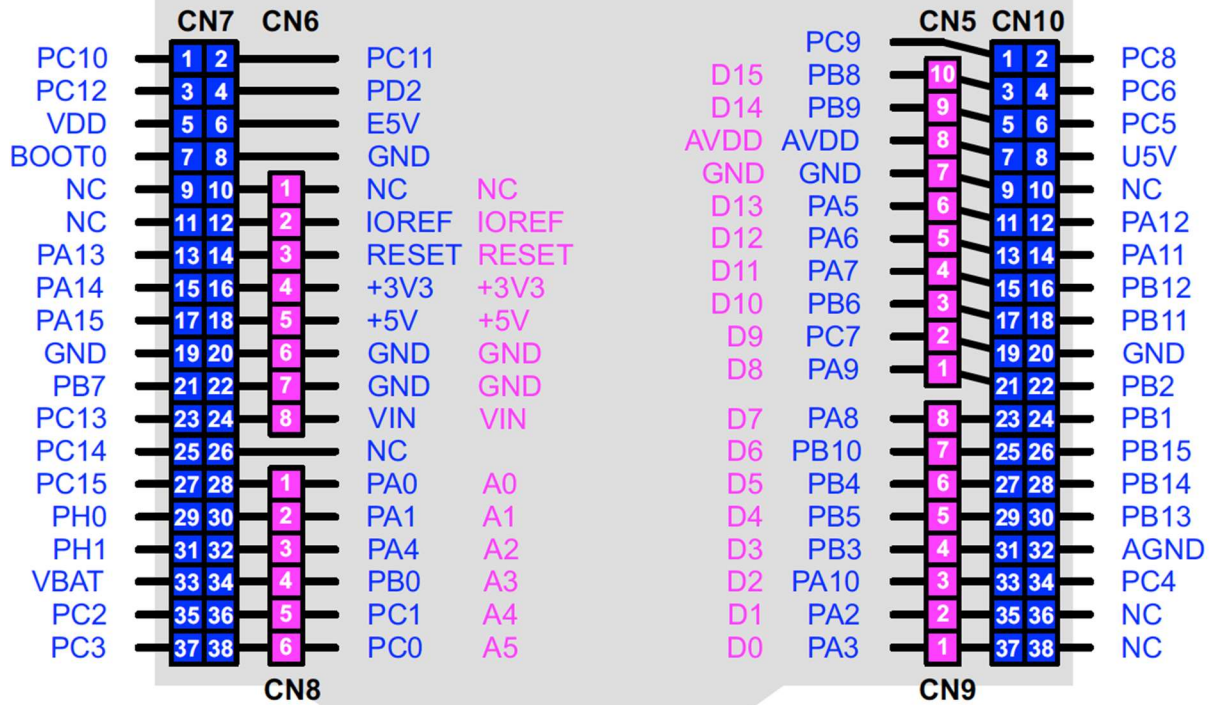 CN7 CN6 CN5 CN10
PC9
PC10 1 2 PC11 1 2 PC8
D15 PB8 10
PC12 3 4 PD2 3 4 PC6
D14 PB9 9
VDD 5 6 E5V 5 6 PC5
AVDD AVDD 8
BOOT0 7 8 GND 7 8 U5V
GND GND 7
NC 9 10 1 NC NC 9 10 NC
D13 PA5 6
NC 11 12 2 IOREF IOREF 11 12 PA12
D12 PA6 5
PA13 13 14 3 RESET RESET 13 14 PA11
D11 PA7 4
PA14 15 16 4 +3V3 +3V3 15 16 PB12
D10 PB6 3
PA15 17 18 5 +5V +5V 17 18 PB11
D9 PC7 2
GND 19 20 6 GND GND 19 20 GND
D8 PA9 1
PB7 21 22 7 GND GND 21 22 PB2
PC13 23 24 8 VIN VIN D7 PA8 8 23 24 PB1
PC14 25 26 NC D6 PB10 7 25 26 PB15
PC15 27 28 1 PA0 A0 D5 PB4 6 27 28 PB14
PH0 29 30 2 PA1 A1 D4 PB5 5 29 30 PB13
PH1 31 32 3 PA4 A2 D3 PB3 4 31 32 AGND
VBAT 33 34 4 PB0 A3 D2 PA10 3 33 34 PC4
PC2 35 36 5 PC1 A4 D1 PA2 2 35 36 NC
PC3 37 38 6 PC0 A5 D0 PA3 1 37 38 NC
CN8 CN9